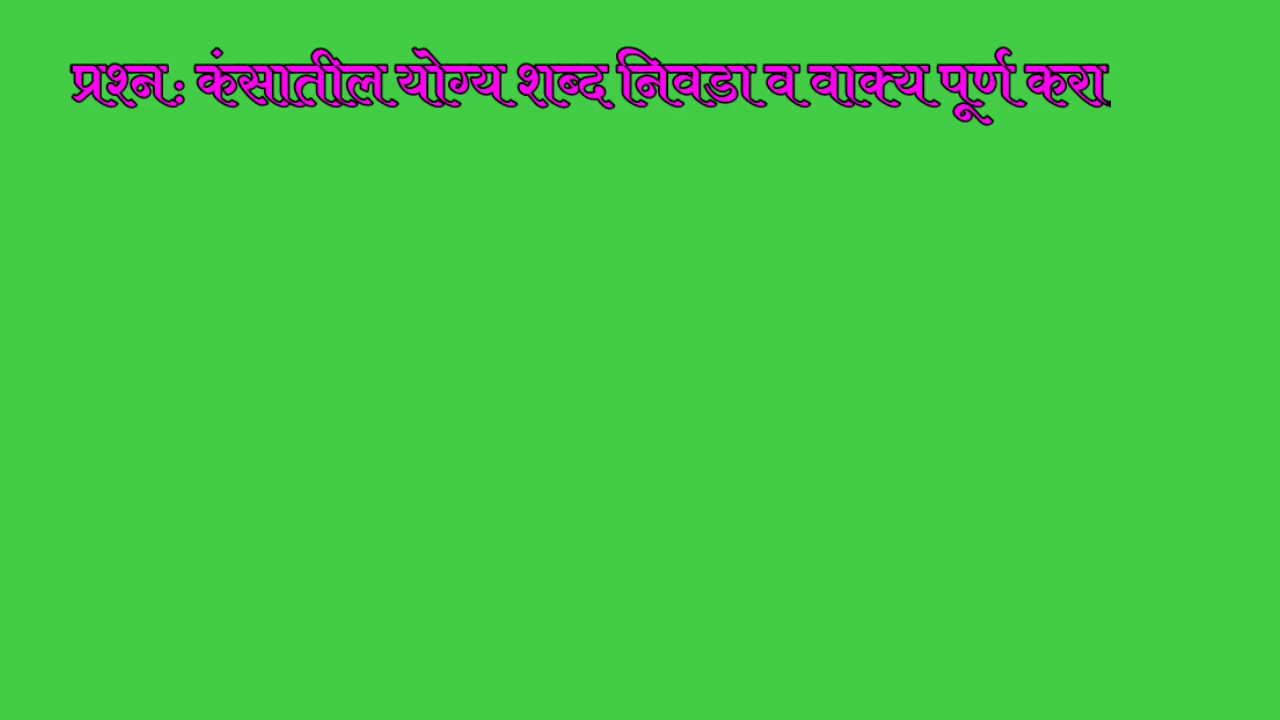 प्रश्न: कंसातील योग्य शब्द निवडा व वाक्य पूर्ण करा.